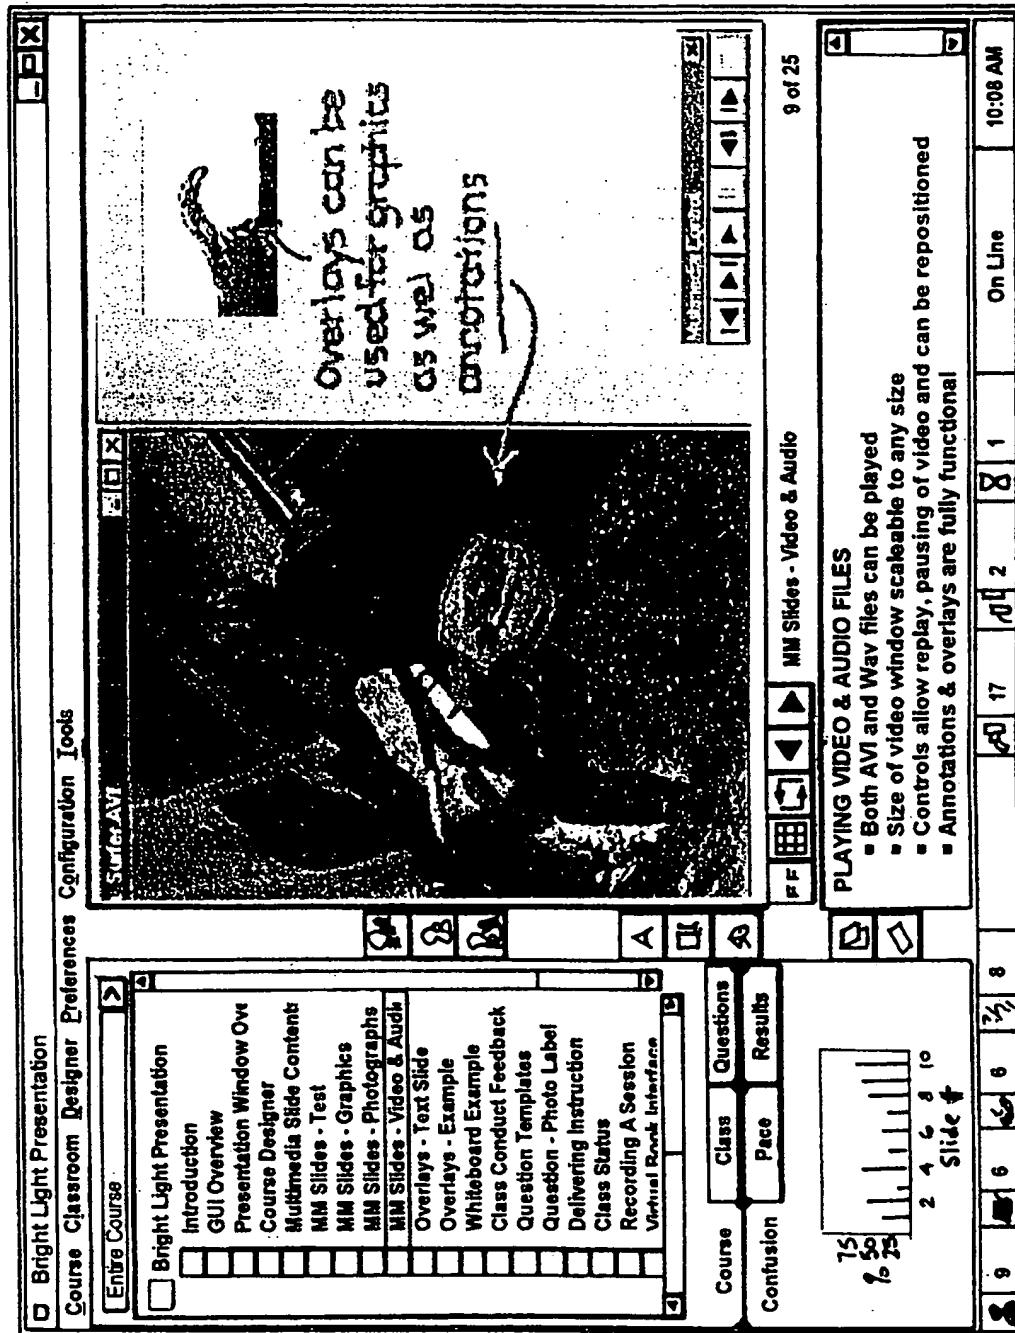 Bright Light Presentation
Course Classroom Designer Preferences Configuration Tools
Entire Course
Bright Light Presentation
Introduction
GUI Overview
Presentation Window Ove
Course Designer
Multimedia Slide Contents
MM Slides - Test
MM Slides - Graphics
MM Slides - Photographs
MM Slides - Video & Audi
Overlays - Text Slide
Overlays - Example
Whiteboard Example
Class Conduct Feedback
Question Templates
Question - Photo Label
Delivering Instruction
Class Status
Recording A Session
Virtual Book Interface
Course Class Questions
Confusion Pace Results
75
% 50
25
2 4 6 8 10
Slide #
A
Overlays can be
used for graphits
as wel as
annotations
FF
MM Slides - Video & Audio
9 of 25
PLAYING VIDEO & AUDIO FILES
▪ Both AVI and Wav files can be played
▪ Size of video window scaleable to any size
▪ Controls allow replay, pausing of video and can be repositioned
▪ Annotations & overlays are fully functional
9 6 6 8 17 2 1 On Line 10:08 AM